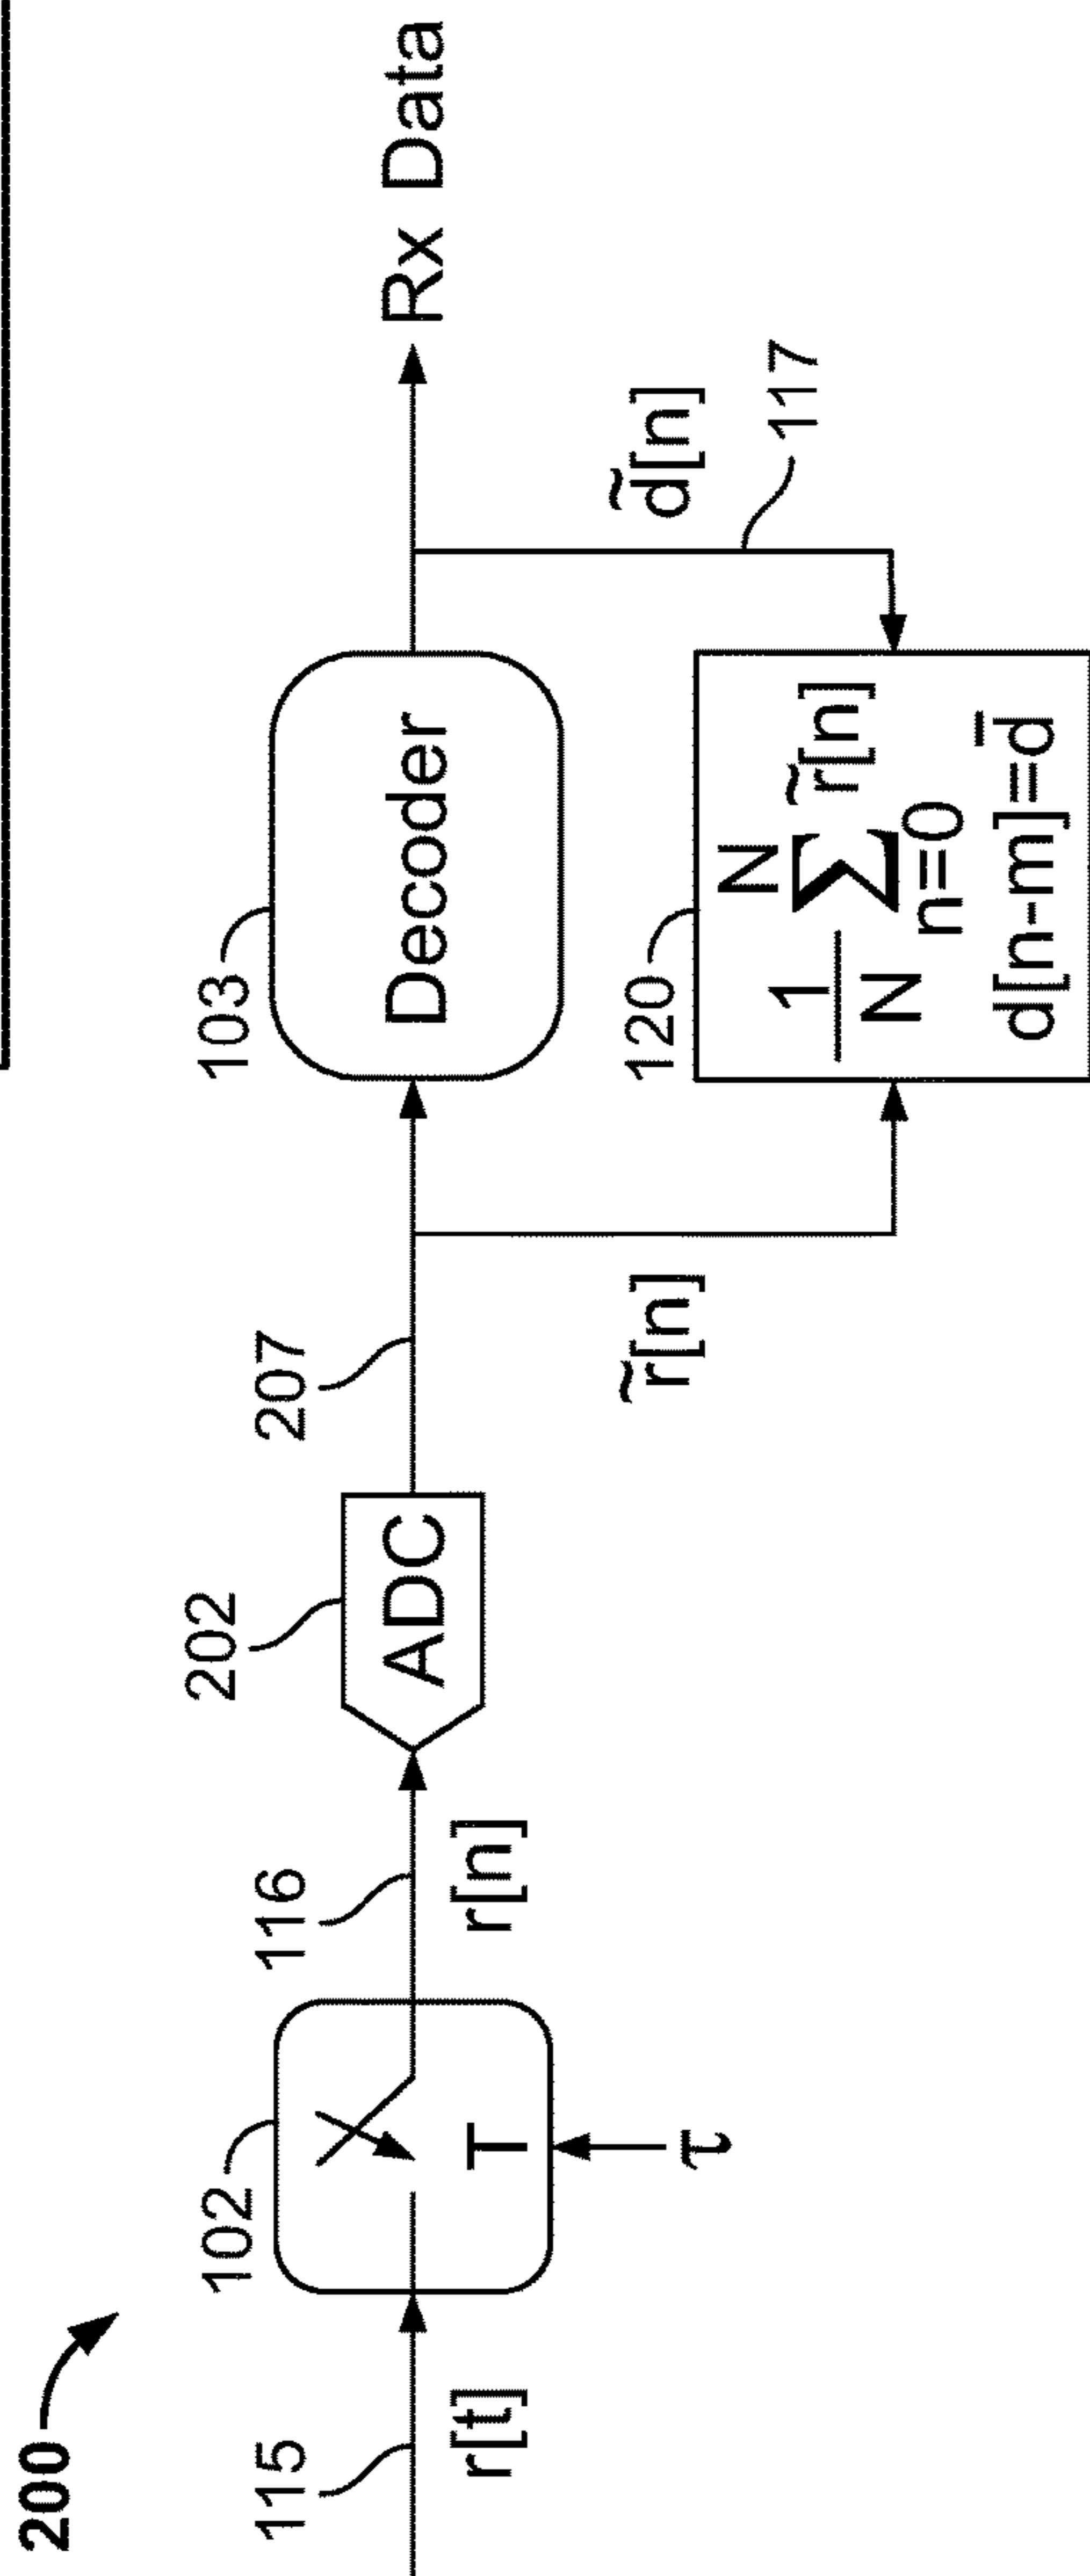 200
115
r[t]
102
T
τ
116
r[n]
202
ADC
207
r̃[n]
103
Decoder
Rx Data
d̃[n]
117
120
1/N N∑n=0 r̃[n]
d[n-m]=d̄